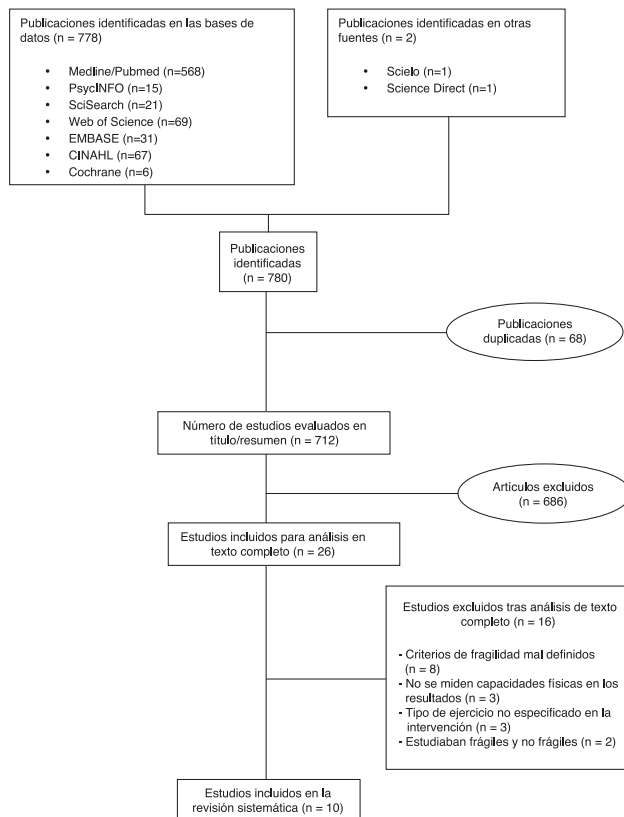 Publicaciones identificadas en las bases de
datos (n = 778)
• Medline/Pubmed (n=568)
• PsycINFO (n=15)
• SciSearch (n=21)
• Web of Science (n=69)
• EMBASE (n=31)
• CINAHL (n=67)
• Cochrane (n=6)
Publicaciones identificadas en otras
fuentes (n = 2)
• Scielo (n=1)
• Science Direct (n=1)
Publicaciones
identificadas
(n = 780)
Publicaciones
duplicadas (n = 68)
Número de estudios evaluados en
título/resumen (n = 712)
Artículos excluidos
(n = 686)
Estudios incluidos para análisis en
texto completo (n = 26)
Estudios excluidos tras análisis de texto
completo (n = 16)
- Criterios de fragilidad mal definidos
(n = 8)
- No se miden capacidades físicas en los
resultados (n = 3)
- Tipo de ejercicio no especificado en la
intervención (n = 3)
- Estudiaban frágiles y no frágiles (n = 2)
Estudios incluidos en la
revisión sistemática (n = 10)